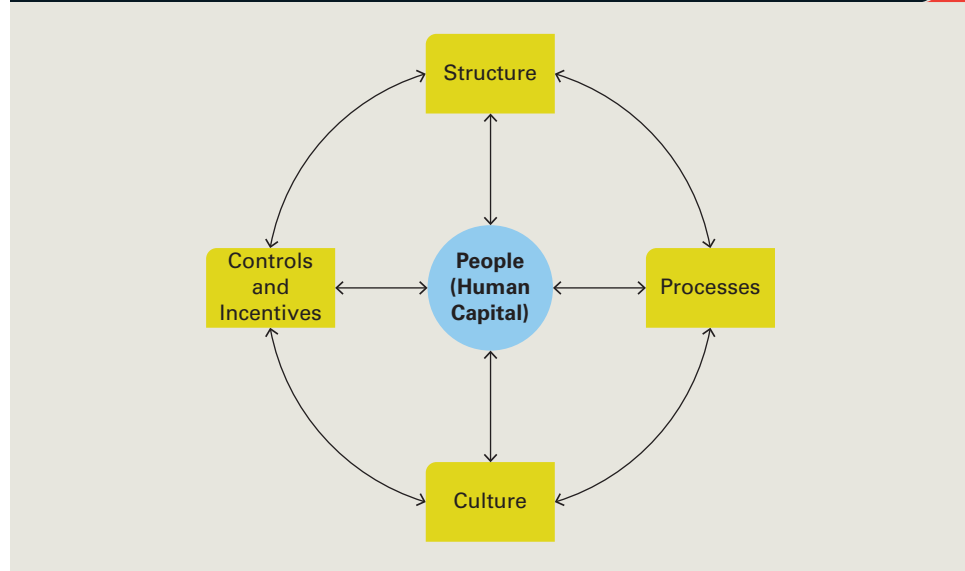 Structure
Controls
and
Incentives
People
(Human
Capital)
Processes
Culture